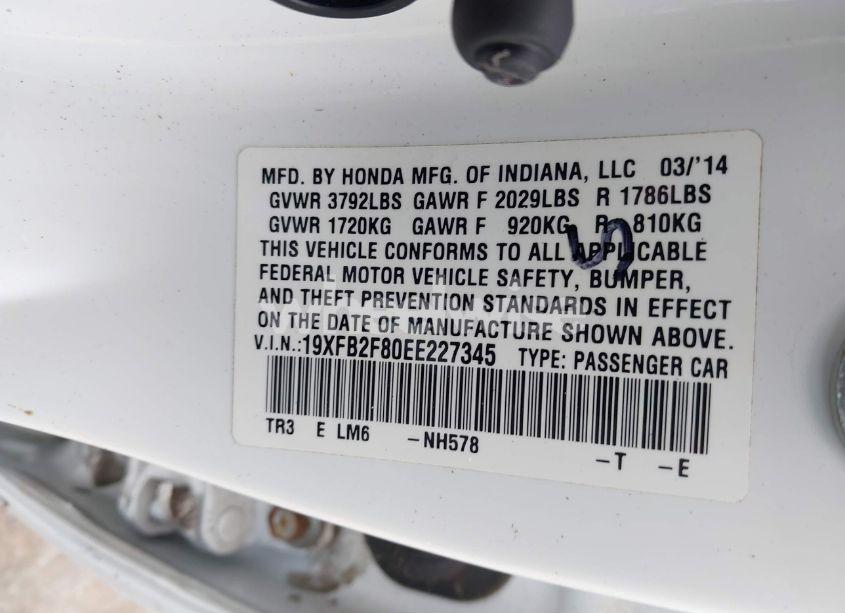 MFD. BY HONDA MFG. OF INDIANA, LLC 03/'14
GVWR 3792LBS GAWR F 2029LBS R 1786LBS
GVWR 1720KG GAWR F 920KG R 810KG
THIS VEHICLE CONFORMS TO ALL APPLICABLE
FEDERAL MOTOR VEHICLE SAFETY, BUMPER,
AND THEFT PREVENTION STANDARDS IN EFFECT
ON THE DATE OF MANUFACTURE SHOWN ABOVE.
V.I.N.:19XFB2F80EE227345 TYPE: PASSENGER CAR
TR3 E LM6 -NH578 -T -E